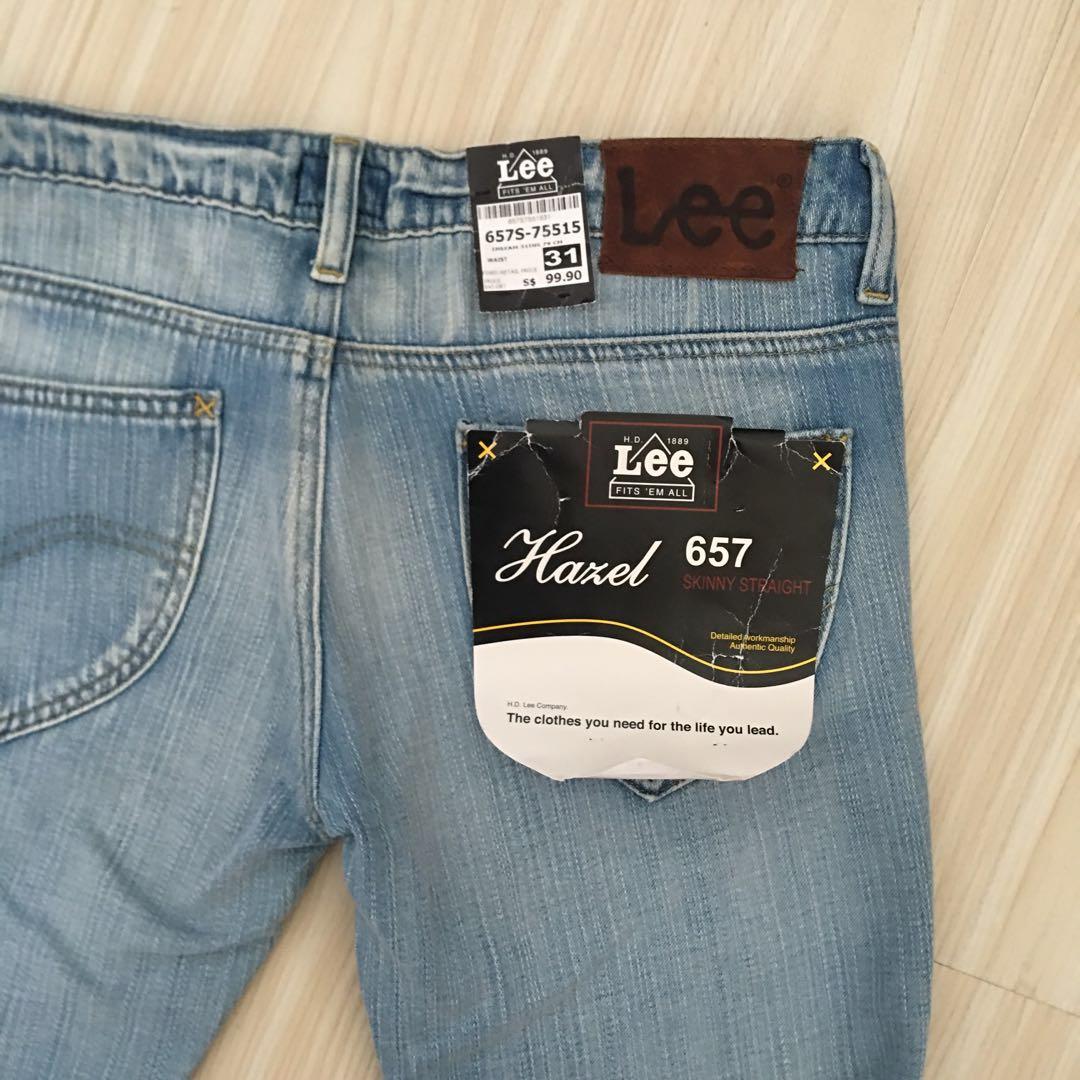 H.D. 1889
Lee
FITS 'EM ALL
657S-75515
WAIST
31
S$ 99.90
Lee®
H.D. 1889
Lee
FITS 'EM ALL
Hazel 657
SKINNY STRAIGHT
Detailed workmanship
Authentic Quality
H.D. Lee Company.
The clothes you need for the life you lead.